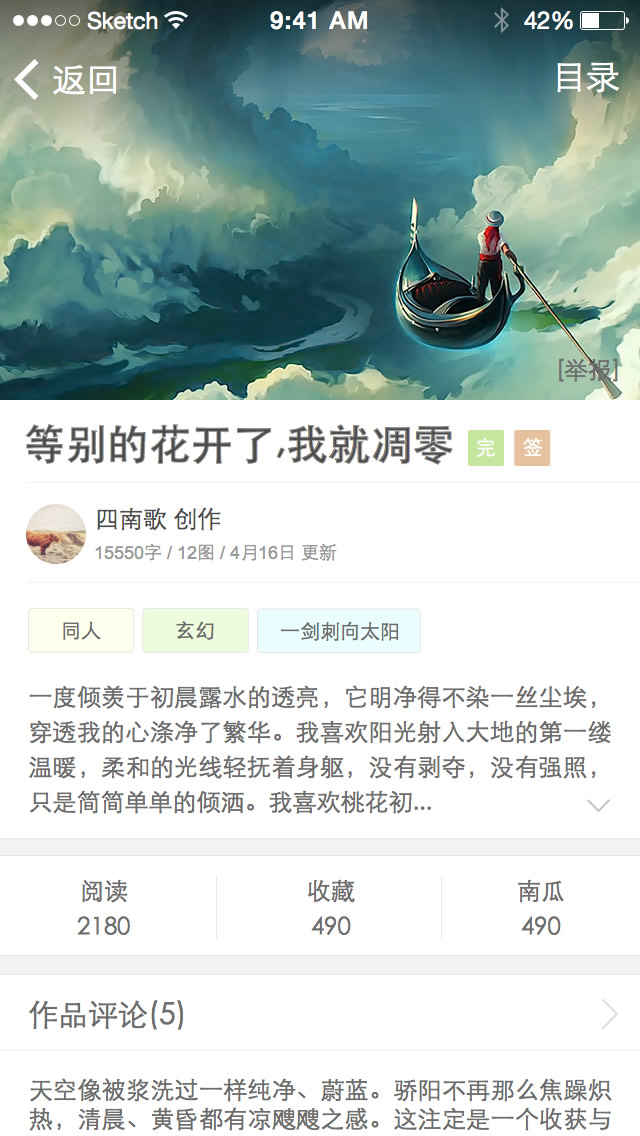 Sketch 9:41 AM 42%
返回 目录
[举报]
等别的花开了,我就凋零 完 签
四南歌 创作
15550字 / 12图 / 4月16日 更新
同人 玄幻 一剑刺向太阳
一度倾羡于初晨露水的透亮，它明净得不染一丝尘埃，
穿透我的心涤净了繁华。我喜欢阳光射入大地的第一缕
温暖，柔和的光线轻抚着身躯，没有剥夺，没有强照，
只是简简单单的倾洒。我喜欢桃花初...
阅读 收藏 南瓜
2180 490 490
作品评论(5)
天空像被浆洗过一样纯净、蔚蓝。骄阳不再那么焦躁炽
热，清晨、黄昏都有凉飕飕之感。这注定是一个收获与